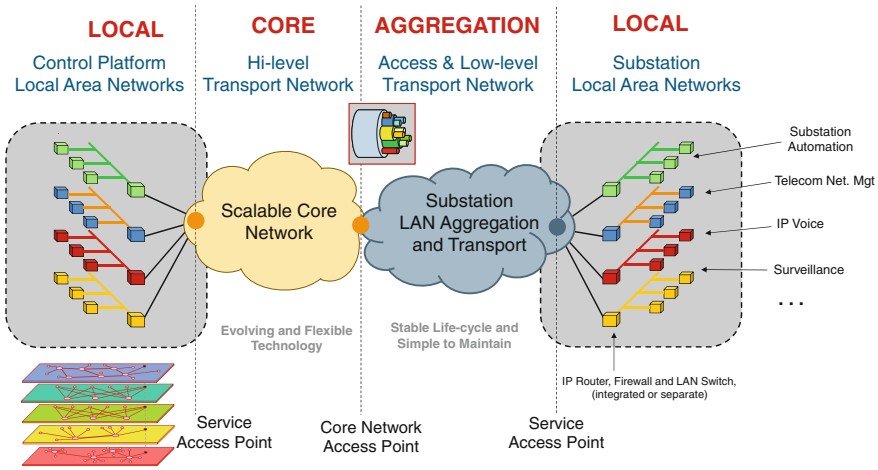 LOCAL
CORE
AGGREGATION
LOCAL
Control Platform
Local Area Networks
Hi-level
Transport Network
Access & Low-level
Transport Network
Substation
Local Area Networks
Substation
Automation
Telecom Net. Mgt
IP Voice
Surveillance
. . .
Scalable Core
Network
Substation
LAN Aggregation
and Transport
Evolving and Flexible
Technology
Stable Life-cycle and
Simple to Maintain
IP Router, Firewall and LAN Switch,
(integrated or separate)
Service
Access Point
Core Network
Access Point
Service
Access Point